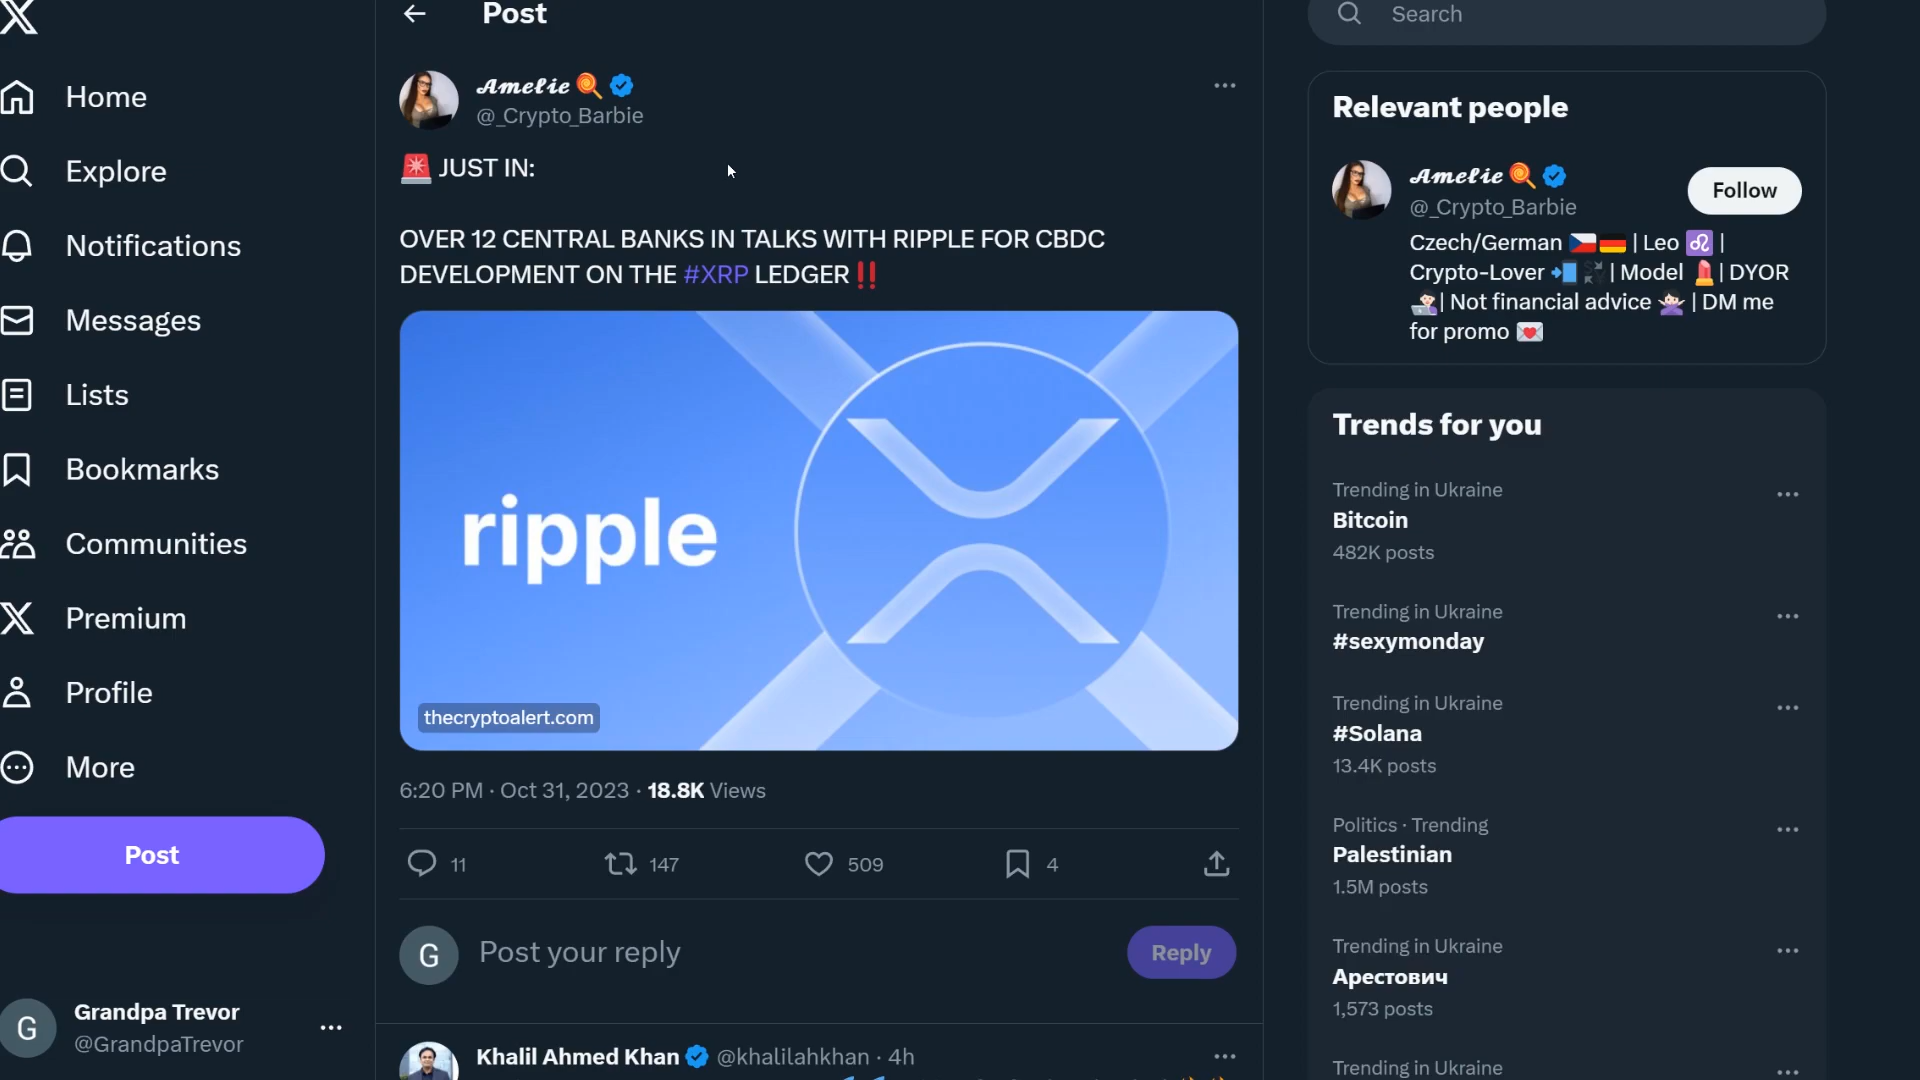 Post
Search
Home
Explore
Notifications
Messages
Lists
Bookmarks
Communities
Premium
Profile
More
Post
Grandpa Trevor
@GrandpaTrevor
G
𝓐𝓶𝓮𝓵𝓲𝓮
@_Crypto_Barbie
JUST IN:
OVER 12 CENTRAL BANKS IN TALKS WITH RIPPLE FOR CBDC
DEVELOPMENT ON THE #XRP LEDGER‼️
ripple
thecryptoalert.com
6:20 PM · Oct 31, 2023 · 18.8K Views
11
147
509
4
G
Post your reply
Reply
Khalil Ahmed Khan @khalilahkhan · 4h
Relevant people
𝓐𝓶𝓮𝓵𝓲𝓮
@_Crypto_Barbie
Follow
Czech/German | Leo ♌ |
Crypto-Lover | Model | DYOR
| Not financial advice | DM me
for promo
Trends for you
Trending in Ukraine
Bitcoin
482K posts
Trending in Ukraine
#sexymonday
Trending in Ukraine
#Solana
13.4K posts
Politics · Trending
Palestinian
1.5M posts
Trending in Ukraine
Арестович
1,573 posts
Trending in Ukraine